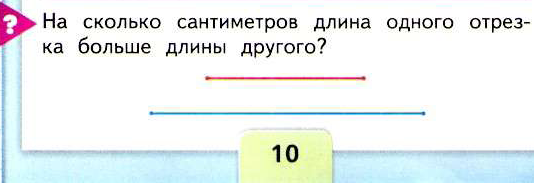 ?
На сколько сантиметров длина одного отрез-
ка больше длины другого?
10